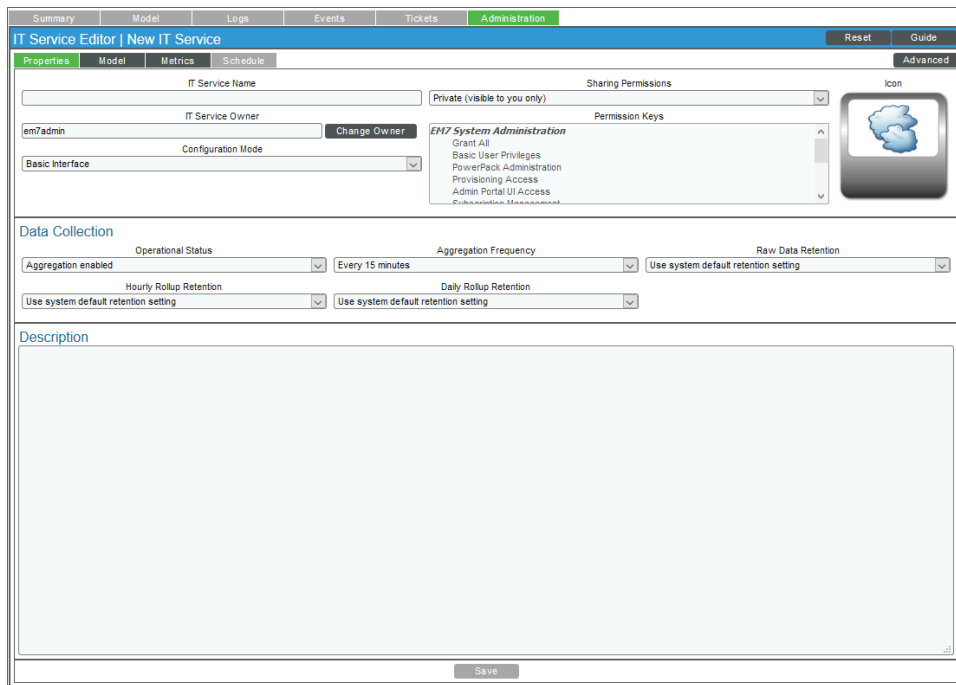 Summary Model Logs Events Tickets Administration
IT Service Editor | New IT Service Reset Guide
Properties Model Metrics Schedule Advanced
IT Service Name Sharing Permissions Icon
Private (visible to you only)
IT Service Owner Permission Keys
em7admin Change Owner EM7 System Administration
Grant All
Configuration Mode Basic User Privileges
Basic Interface PowerPack Administration
Provisioning Access
Admin Portal UI Access
Subscription Management
Data Collection
Operational Status Aggregation Frequency Raw Data Retention
Aggregation enabled Every 15 minutes Use system default retention setting
Hourly Rollup Retention Daily Rollup Retention
Use system default retention setting Use system default retention setting
Description
Save